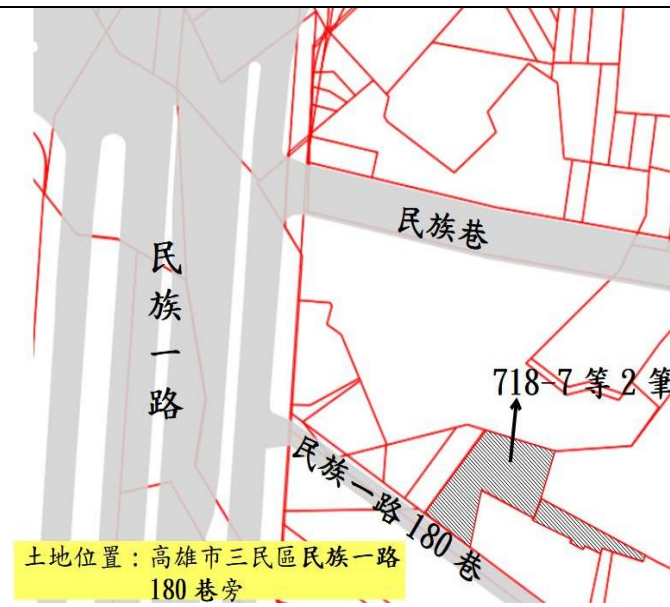 民族巷
民族一路
718-7 等 2 筆
民族一路 180 巷
土地位置：高雄市三民區民族一路
180 巷旁